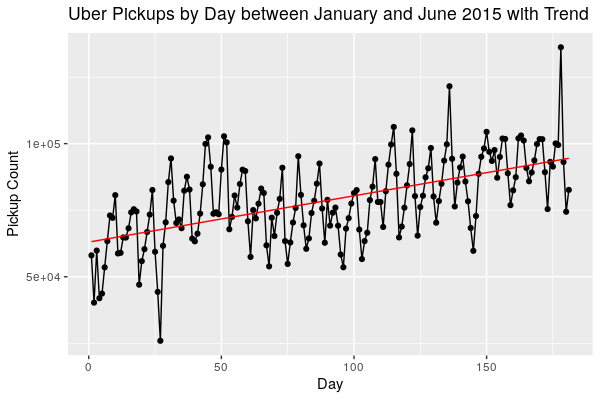 Uber Pickups by Day between January and June 2015 with Trend
Pickup Count
1e+05
5e+04
0 50 100 150
Day